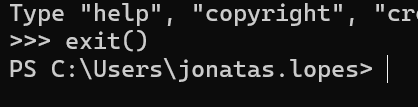 Type "help", "copyright",
>>> exit()
PS C:\Users\jonatas.lopes>